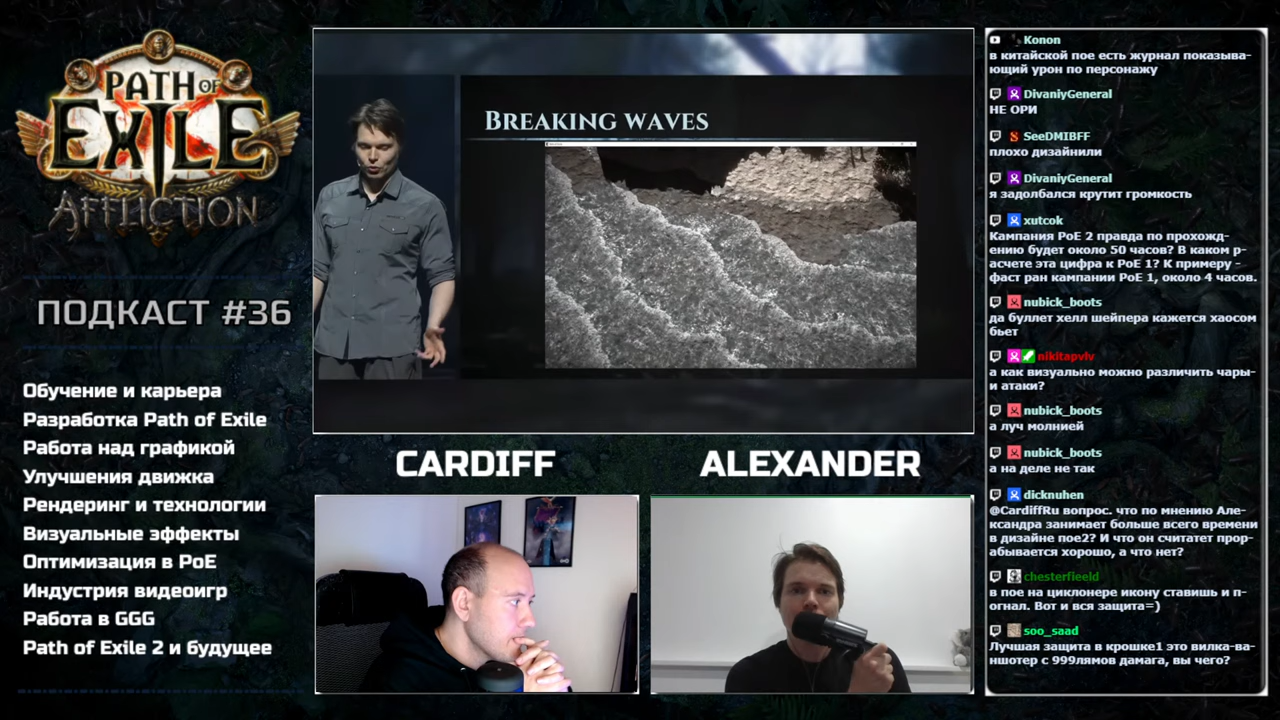 PATH OF
EXILE
AFFLICTION
ПОДКАСТ #36
Обучение и карьера
Разработка Path of Exile
Работа над графикой
Улучшения движка
Рендеринг и технологии
Визуальные эффекты
Оптимизация в PoE
Индустрия видеоигр
Работа в GGG
Path of Exile 2 и будущее
BREAKING WAVES
CARDIFF
ALEXANDER
Konon
в китайской пое есть журнал показыва-
ющий урон по персонажу
DivaniyGeneral
НЕ ОРИ
SeeDMIBFF
плохо дизайнили
DivaniyGeneral
я задолбался крутит громкость
xutcok
Кампания PoE 2 правда по прохожд-
ению будет около 50 часов? В каком р-
асчете эта цифра к PoE 1? К примеру -
фаст ран кампании PoE 1, около 4 часов.
nubick_boots
да буллет хелл шейпера кажется хаосом
бьет
nikitapvlv
а как визуально можно различить чары-
и атаки?
nubick_boots
а луч молнией
nubick_boots
а на деле не так
dicknuhen
@CardiffRu вопрос. что по мнению Але-
ксандра занимает больше всего времени
в дизайне пое2? И что он считатет прор-
абывается хорошо, а что нет?
chesterfieeld
в пое на циклонере икону ставишь и п-
огнал. Вот и вся защита=)
soo_saad
Лучшая защита в крошке1 это вилка-ва-
ншотер с 999лямов дамага, вы чего?